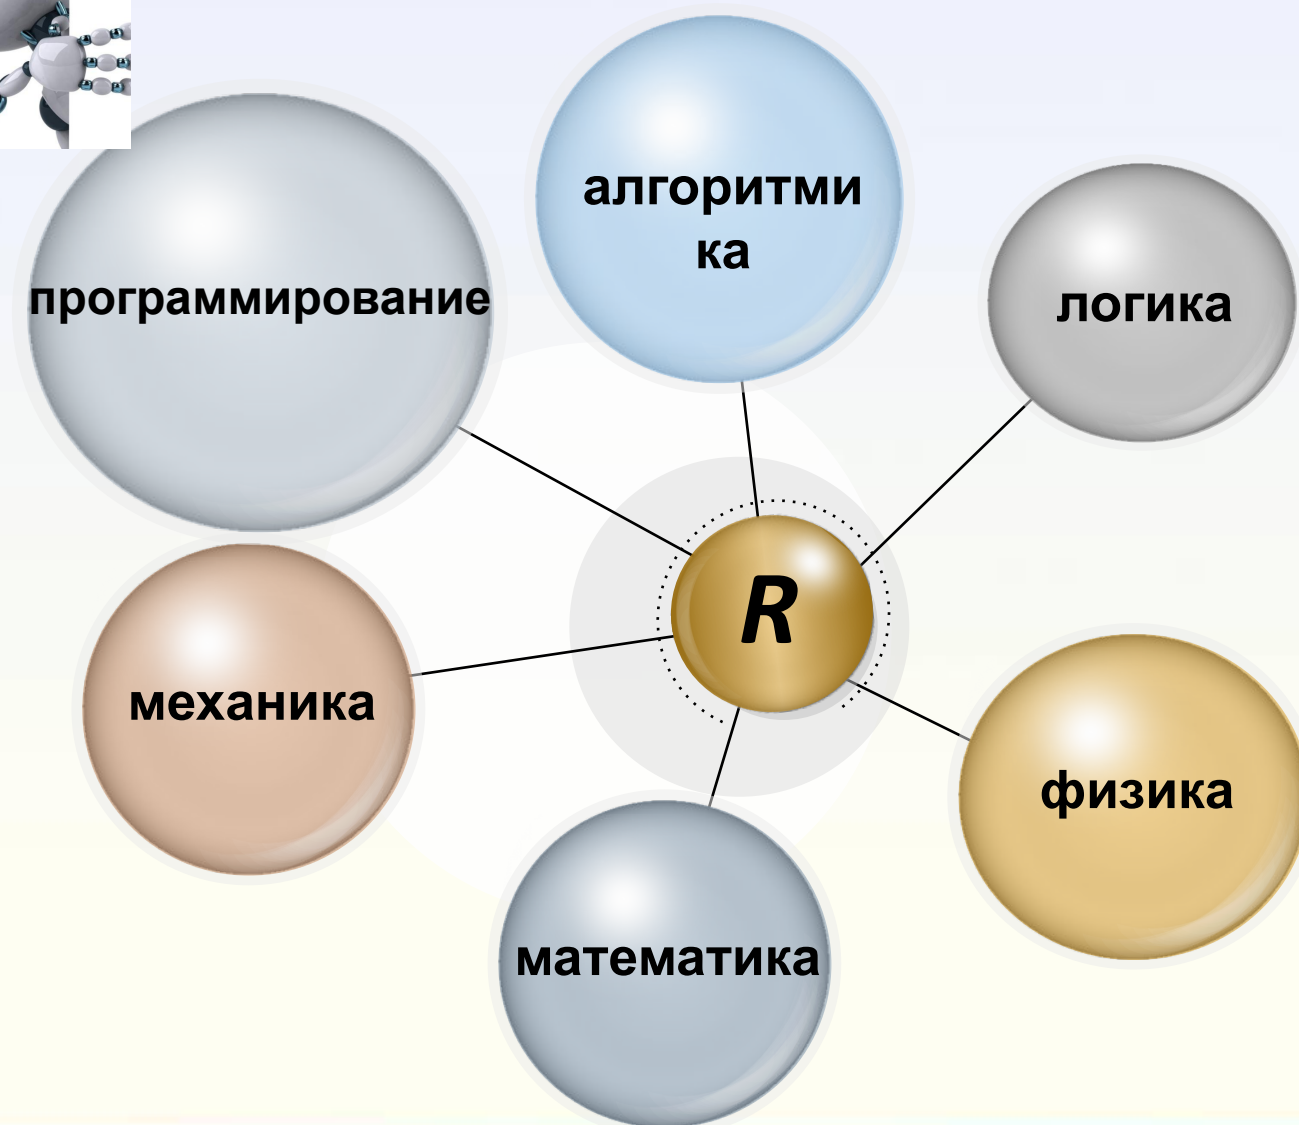 алгоритми
ка
программирование
логика
R
механика
физика
математика